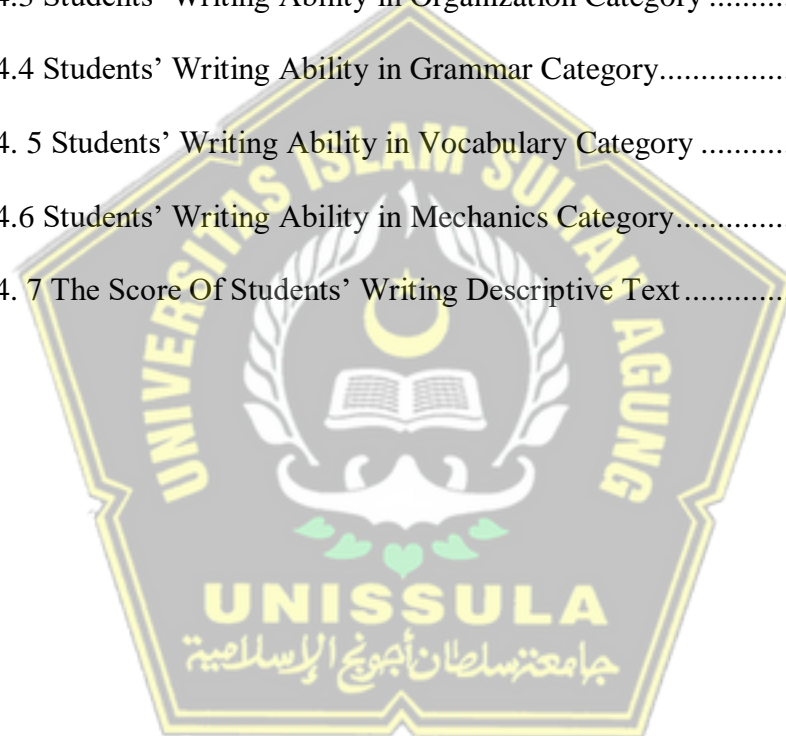 4.3 Students’ Writing Ability in Organization Category ..........
4.4 Students’ Writing Ability in Grammar Category...............
4. 5 Students’ Writing Ability in Vocabulary Category ..........
4.6 Students’ Writing Ability in Mechanics Category.............
4. 7 The Score Of Students’ Writing Descriptive Text.............
UNIVERSITAS ISLAM SULTAN AGUNG
UNISSULA
جامعة سلطان أجونج الإسلامية